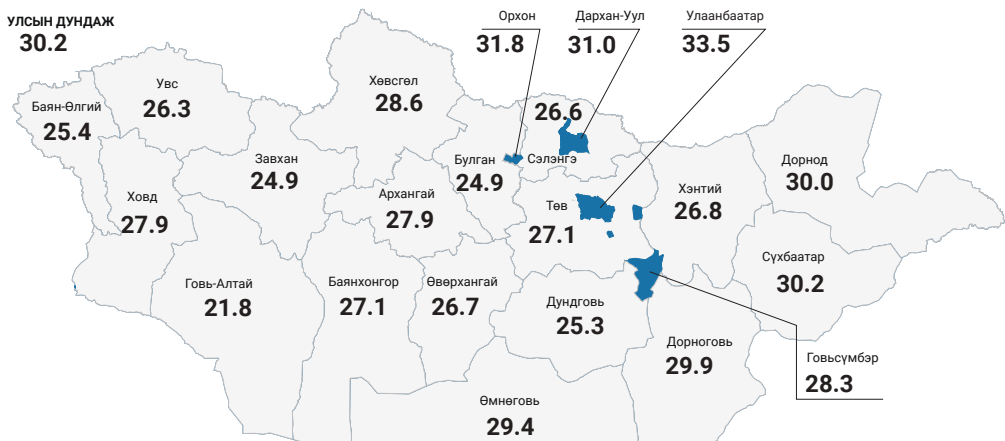 УЛСЫН ДУНДАЖ
30.2
Орхон
31.8
Дархан-Уул
31.0
Улаанбаатар
33.5
Увс
26.3
Хөвсгөл
28.6
26.6
Сэлэнгэ
Баян-Өлгий
25.4
Завхан
24.9
Булган
24.9
Дорнод
30.0
Ховд
27.9
Архангай
27.9
Төв
27.1
Хэнтий
26.8
Сүхбаатар
30.2
Говь-Алтай
21.8
Баянхонгор
27.1
Өвөрхангай
26.7
Дундговь
25.3
Дорноговь
29.9
Говьсүмбэр
28.3
Өмнөговь
29.4